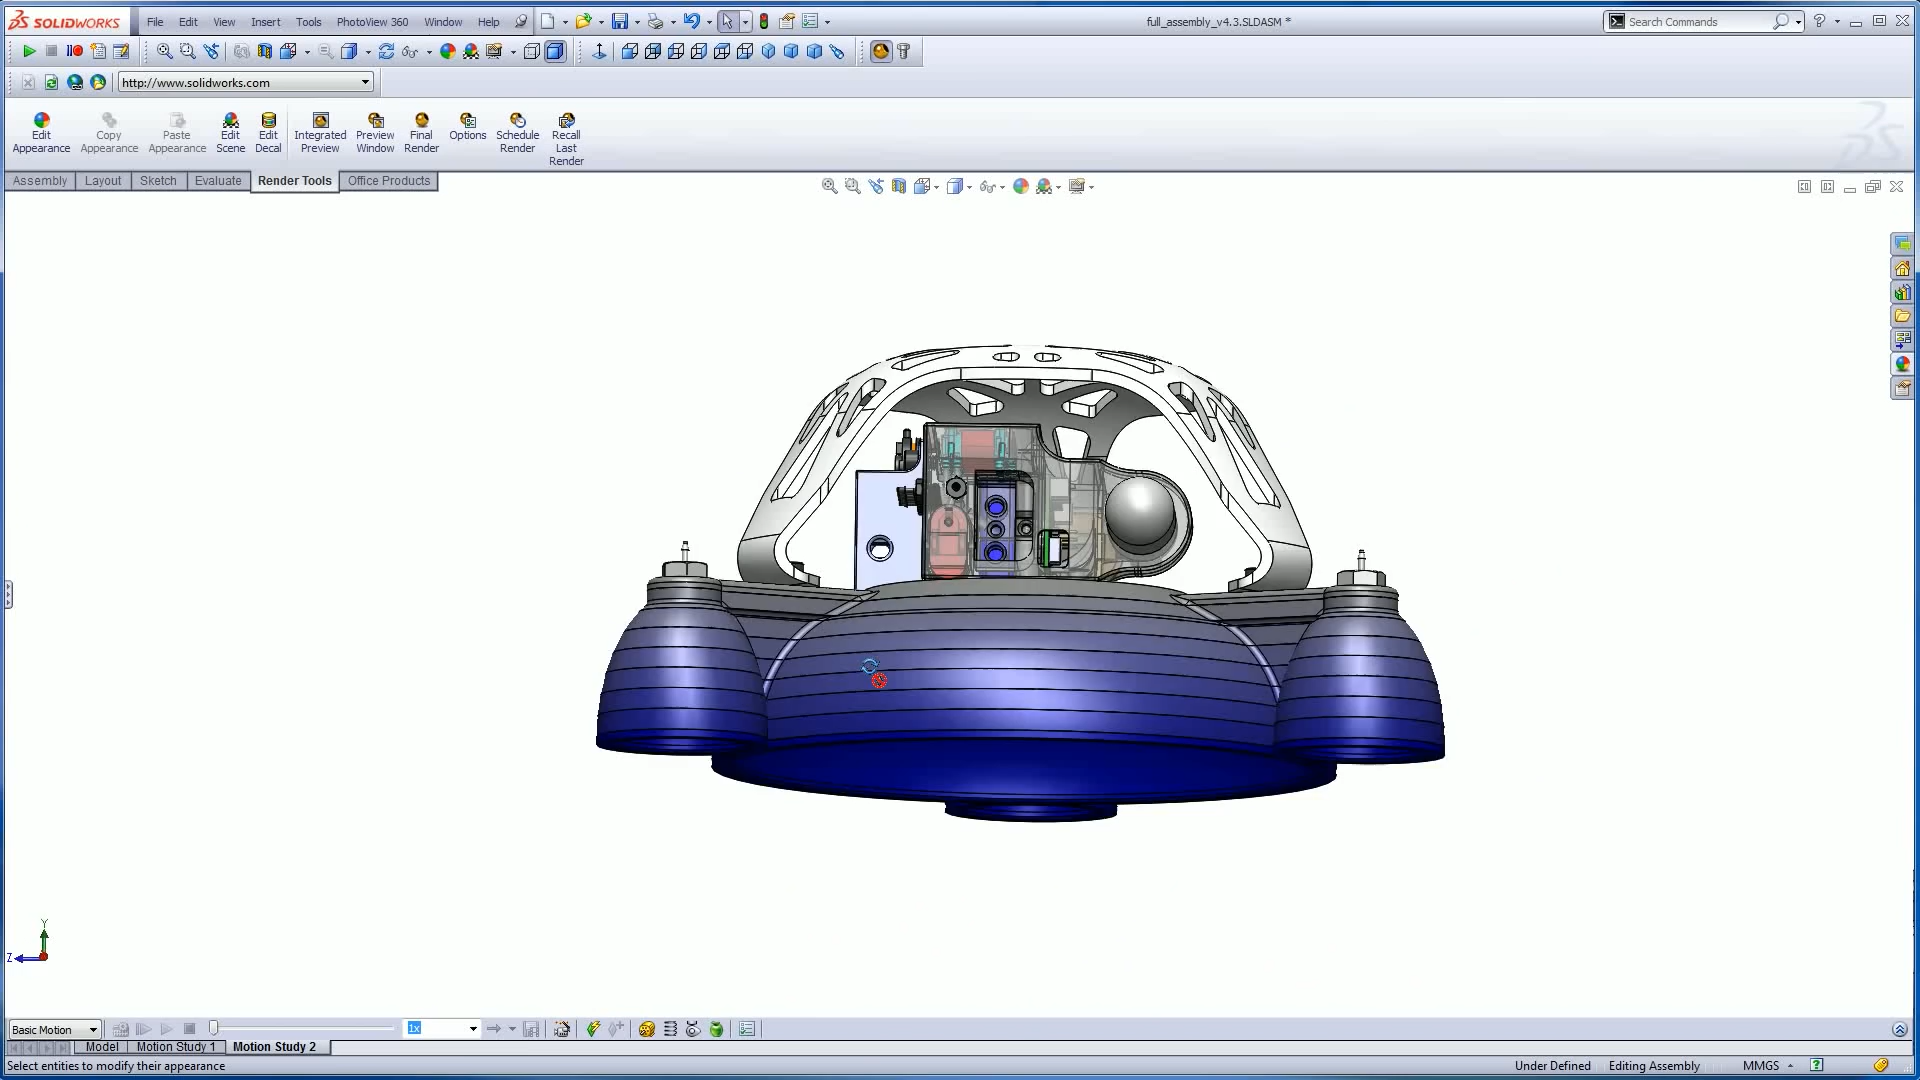 SOLIDWORKS File Edit View Insert Tools PhotoView 360 Window Help full_assembly_v4.3.SLDASM * Search Commands
http://www.solidworks.com
Edit Appearance
Copy Appearance
Paste Appearance
Edit Scene
Edit Decal
Integrated Preview
Preview Window
Final Render
Options
Schedule Render
Recall Last Render
Assembly Layout Sketch Evaluate Render Tools Office Products
Y
Z
Basic Motion 1x
Model Motion Study 1 Motion Study 2
Select entities to modify their appearance Under Defined Editing Assembly MMGS